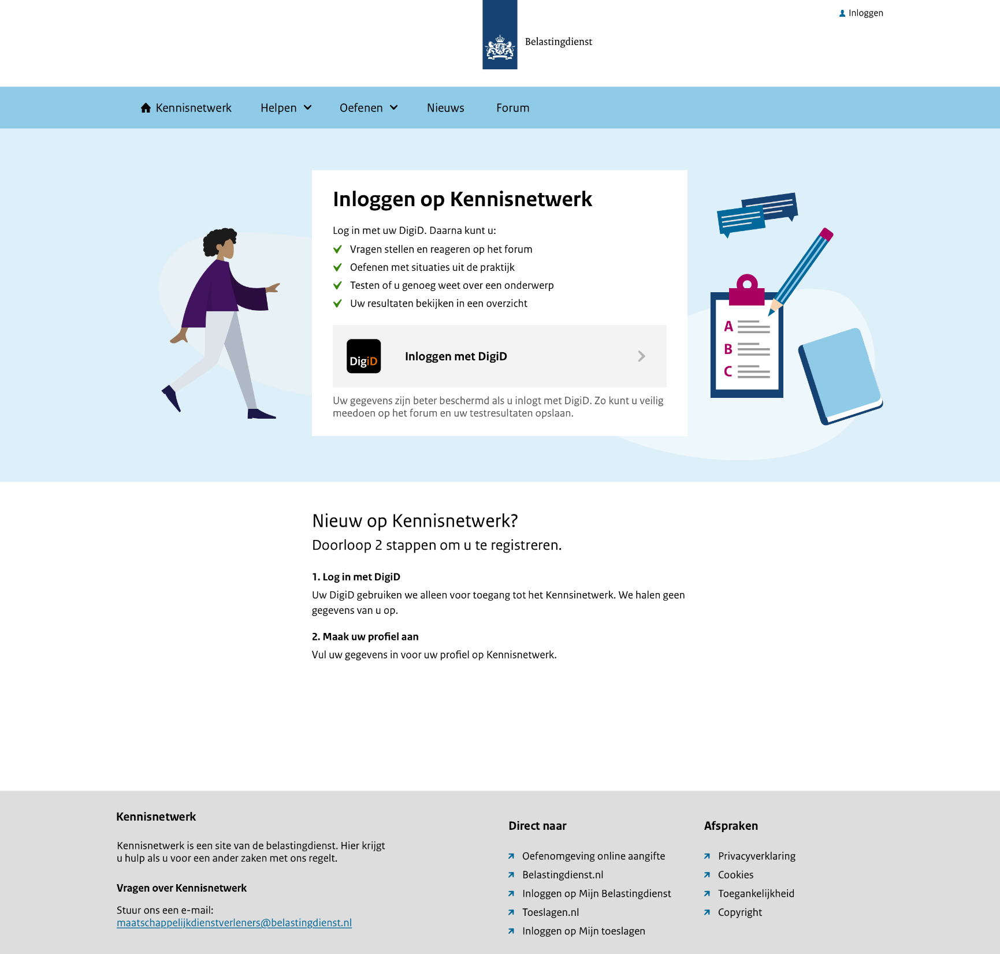 Inloggen
Belastingdienst
Kennisnetwerk
Helpen
Oefenen
Nieuws
Forum
Inloggen op Kennisnetwerk
Log in met uw DigiD. Daarna kunt u:
Vragen stellen en reageren op het forum
Oefenen met situaties uit de praktijk
Testen of u genoeg weet over een onderwerp
Uw resultaten bekijken in een overzicht
DigiD
Inloggen met DigiD
Uw gegevens zijn beter beschermd als u inlogt met DigiD. Zo kunt u veilig
meedoen op het forum en uw testresultaten opslaan.
A
B
C
Nieuw op Kennisnetwerk?
Doorloop 2 stappen om u te registreren.
1. Log in met DigiD
Uw DigiD gebruiken we alleen voor toegang tot het Kennsinetwerk. We halen geen
gegevens van u op.
2. Maak uw profiel aan
Vul uw gegevens in voor uw profiel op Kennisnetwerk.
Kennisnetwerk
Kennisnetwerk is een site van de belastingdienst. Hier krijgt
u hulp als u voor een ander zaken met ons regelt.
Vragen over Kennisnetwerk
Stuur ons een e-mail:
maatschappelijkdienstverleners@belastingdienst.nl
Direct naar
Oefenomgeving online aangifte
Belastingdienst.nl
Inloggen op Mijn Belastingdienst
Toeslagen.nl
Inloggen op Mijn toeslagen
Afspraken
Privacyverklaring
Cookies
Toegankelijkheid
Copyright